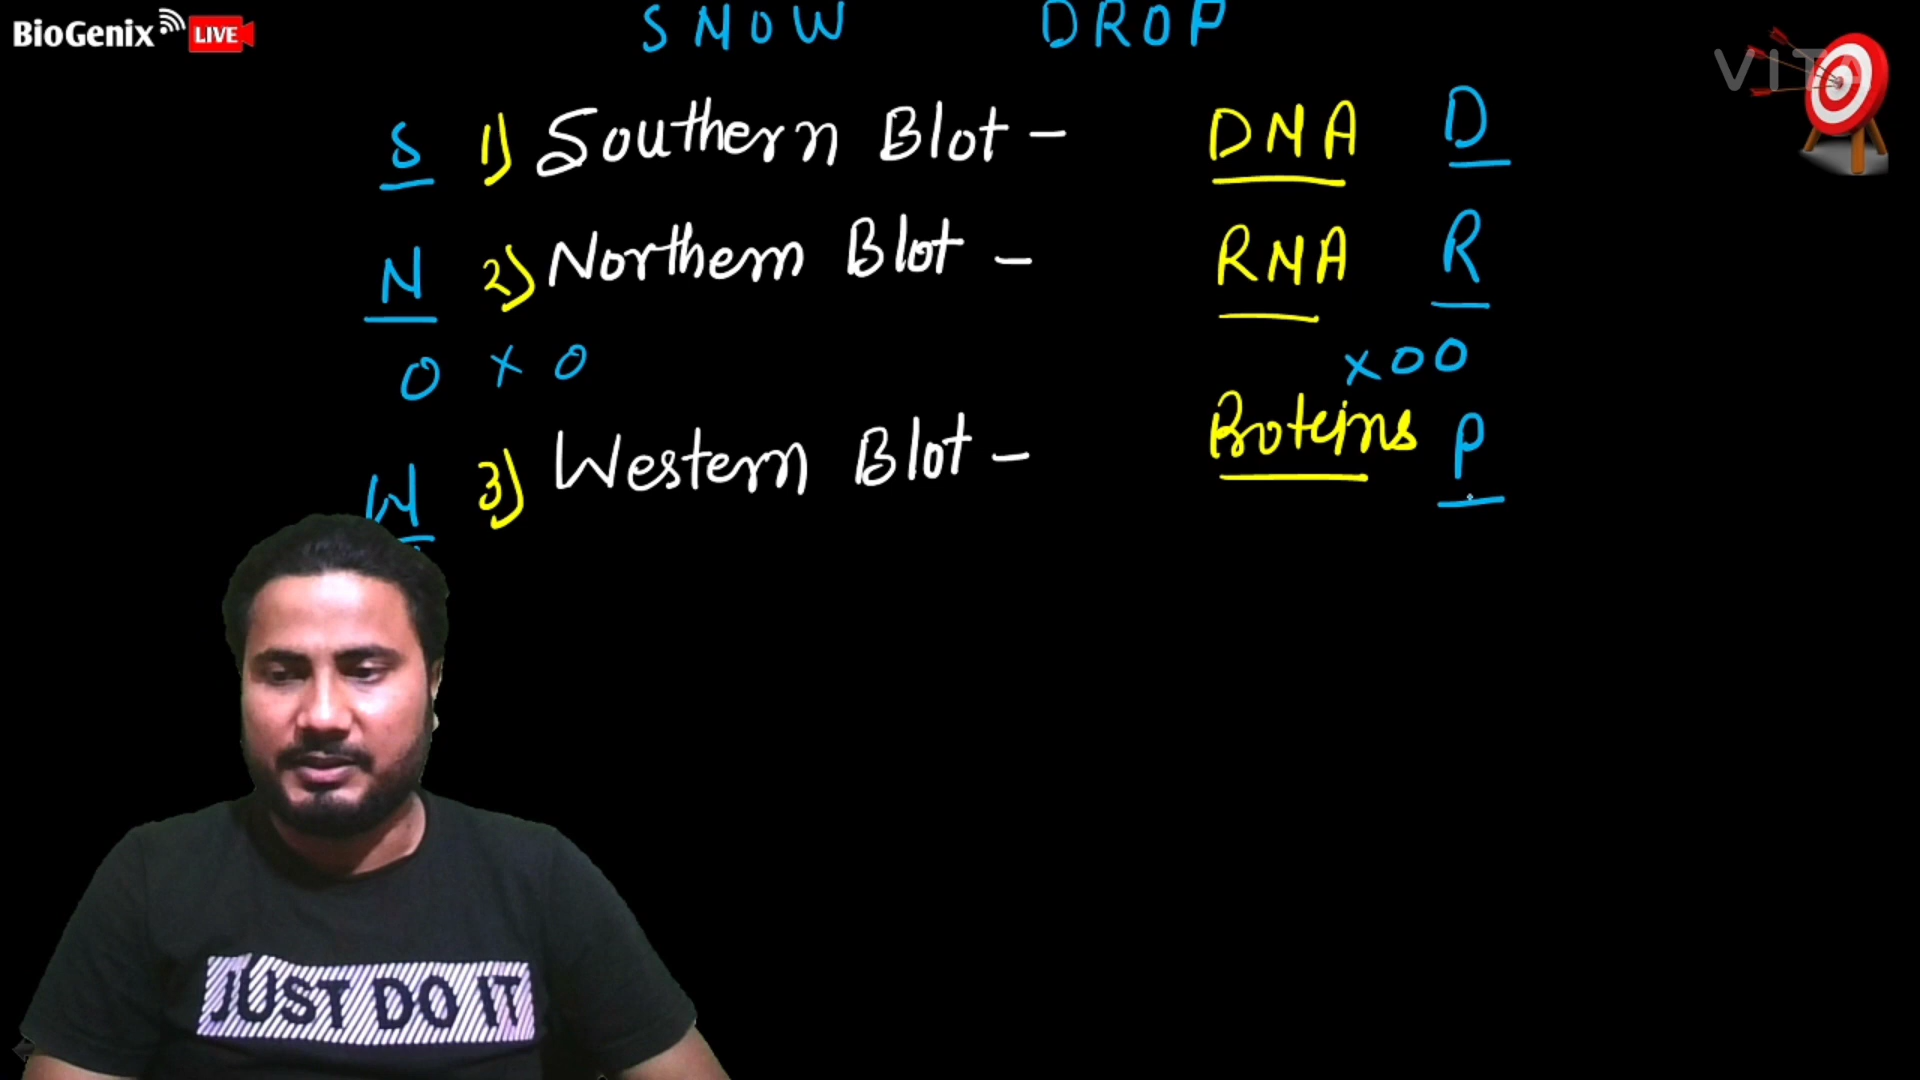 BioGenix LIVE
SNOW DROP
VITA
S 1) Southern Blot - DNA D
N 2) Northern Blot - RNA R
O x O x O O
W 3) Western Blot - Proteins P
JUST DO IT